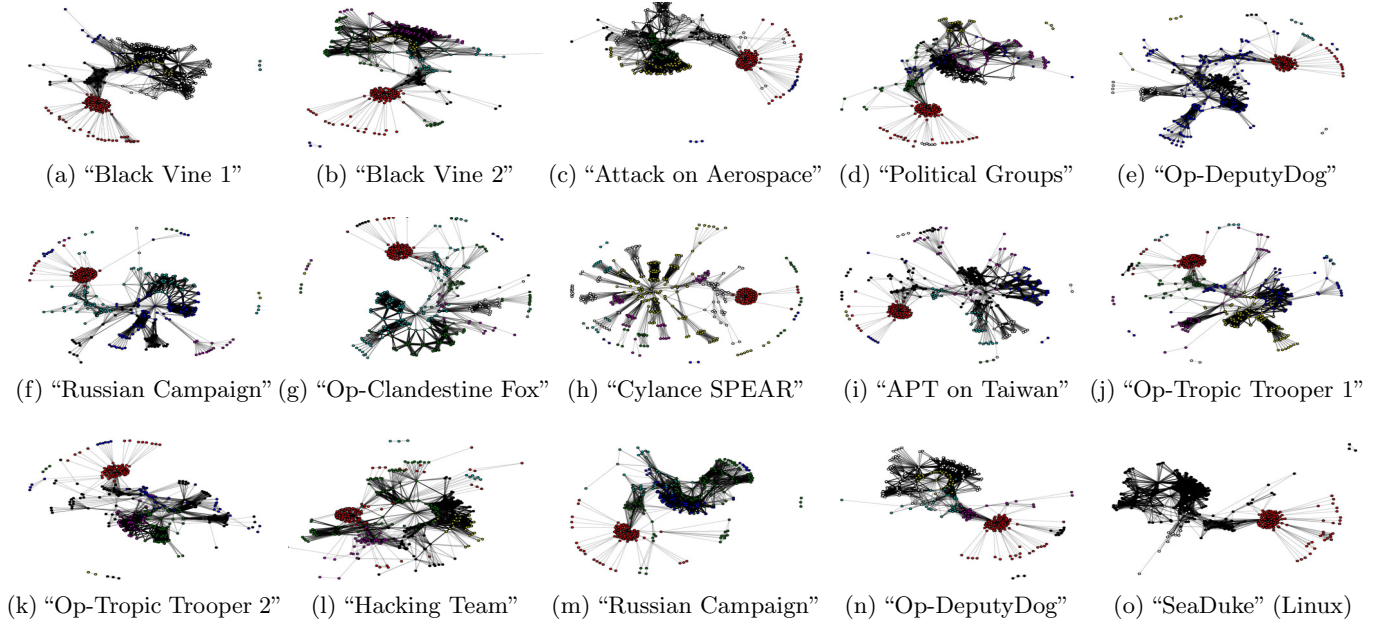 (a) “Black Vine 1” (b) “Black Vine 2” (c) “Attack on Aerospace” (d) “Political Groups” (e) “Op-DeputyDog”
(f) “Russian Campaign” (g) “Op-Clandestine Fox” (h) “Cylance SPEAR” (i) “APT on Taiwan” (j) “Op-Tropic Trooper 1”
(k) “Op-Tropic Trooper 2” (l) “Hacking Team” (m) “Russian Campaign” (n) “Op-DeputyDog” (o) “SeaDuke” (Linux)